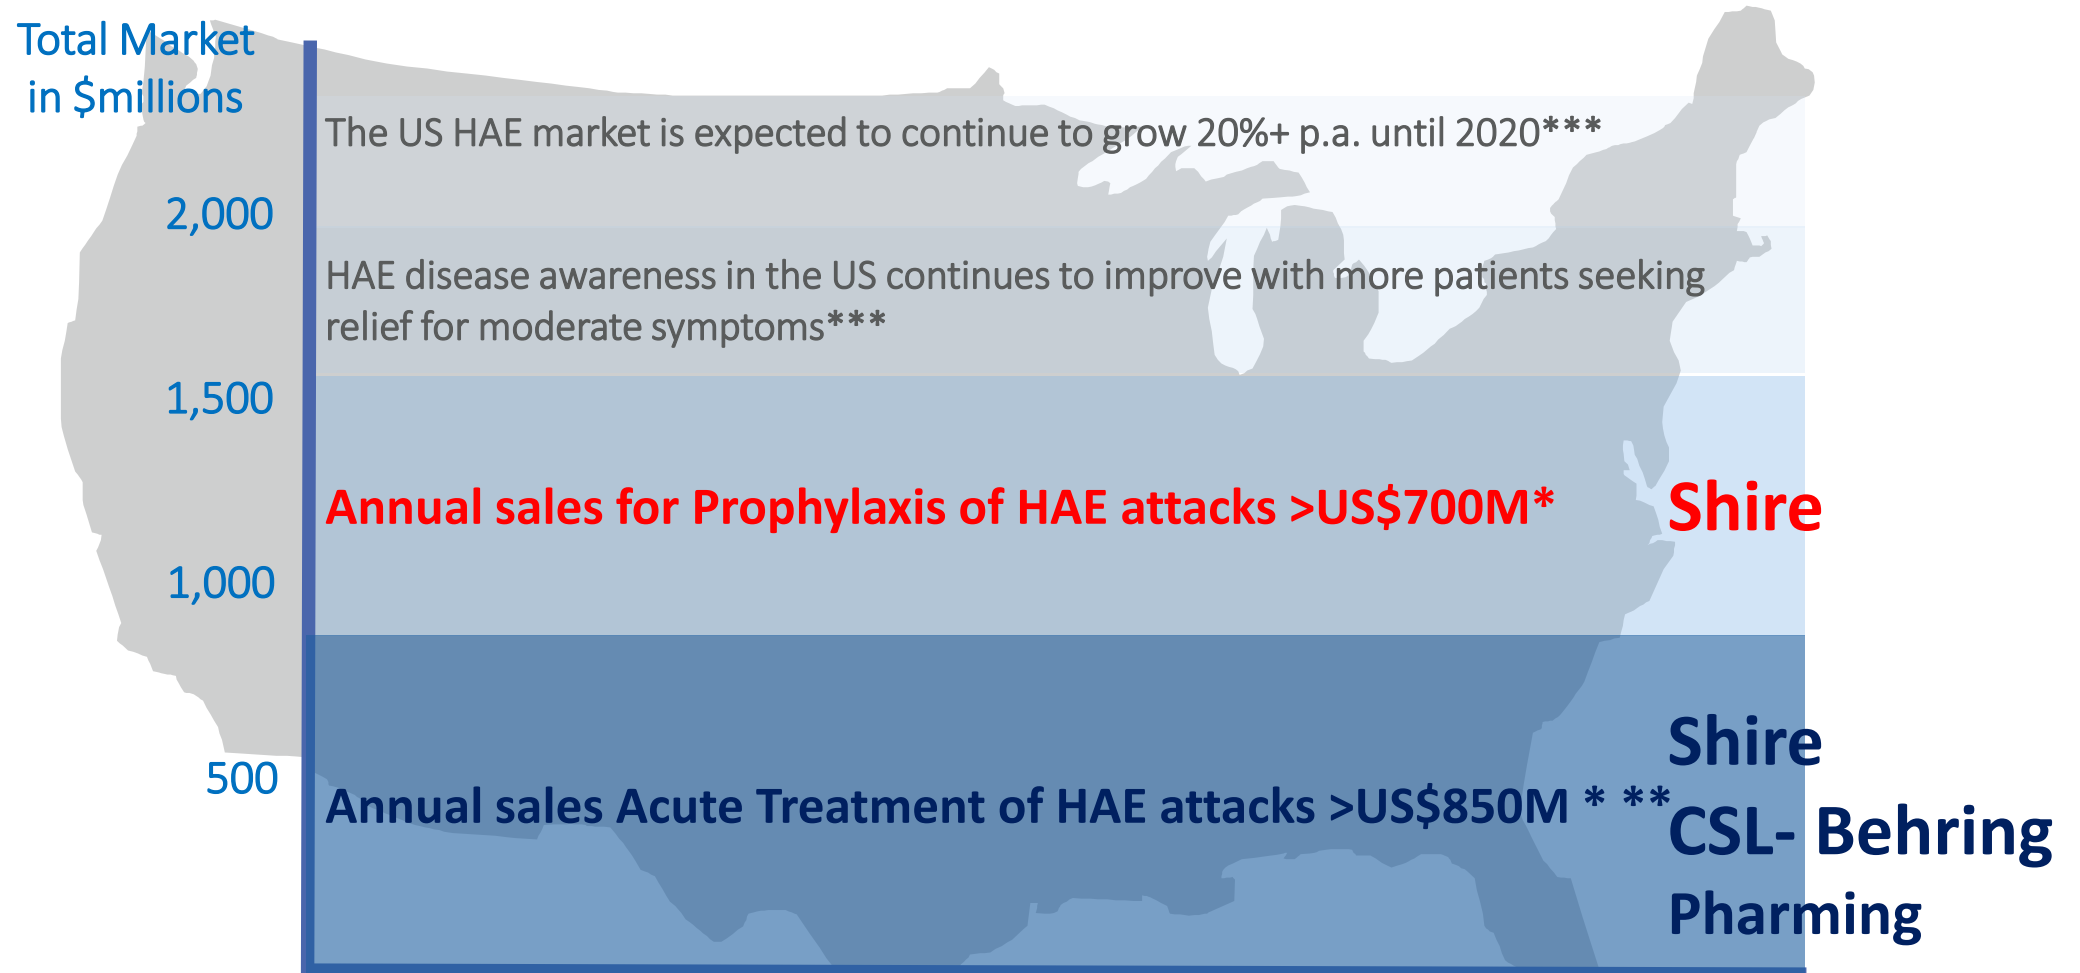 Total Market
in $millions
The US HAE market is expected to continue to grow 20%+ p.a. until 2020***
2,000
HAE disease awareness in the US continues to improve with more patients seeking
relief for moderate symptoms***
1,500
Annual sales for Prophylaxis of HAE attacks >US$700M*
Shire
1,000
Shire
500
Annual sales Acute Treatment of HAE attacks >US$850M * **
CSL- Behring
Pharming